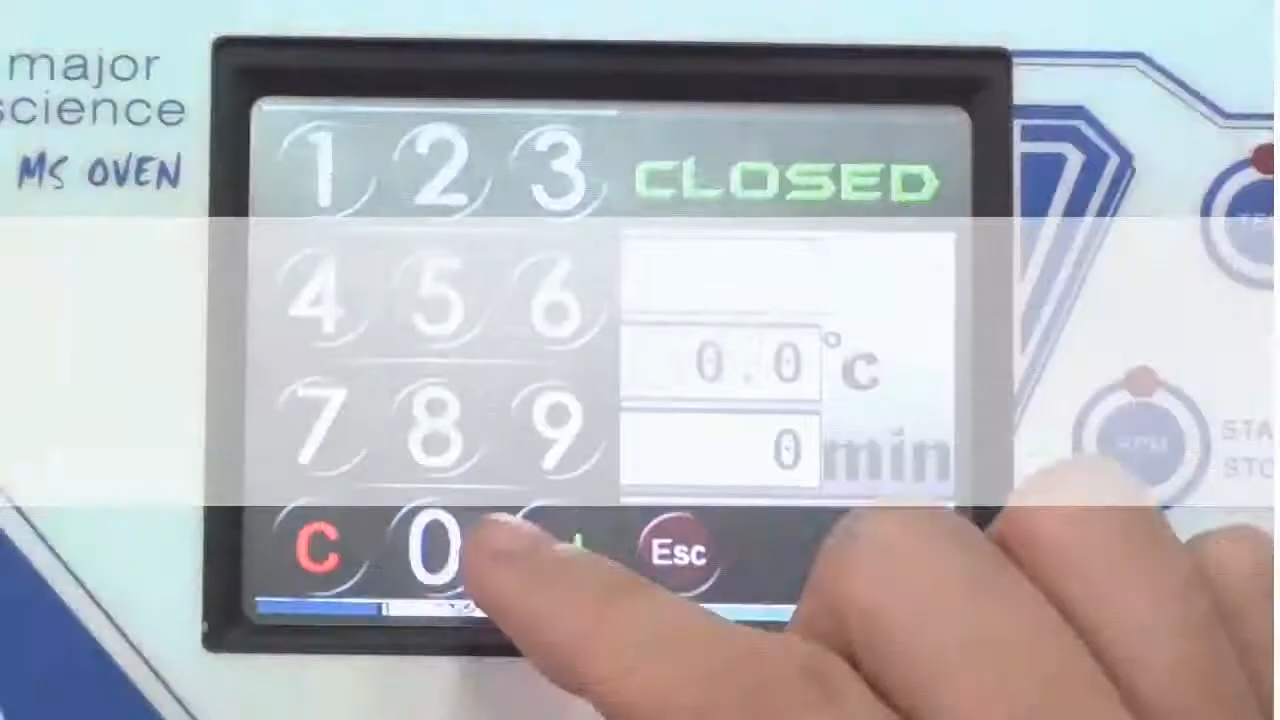 major
science
MS OVEN
1 2 3
CLOSED
4 5 6
0.0 °c
7 8 9
0 min
C 0
Esc
RPM